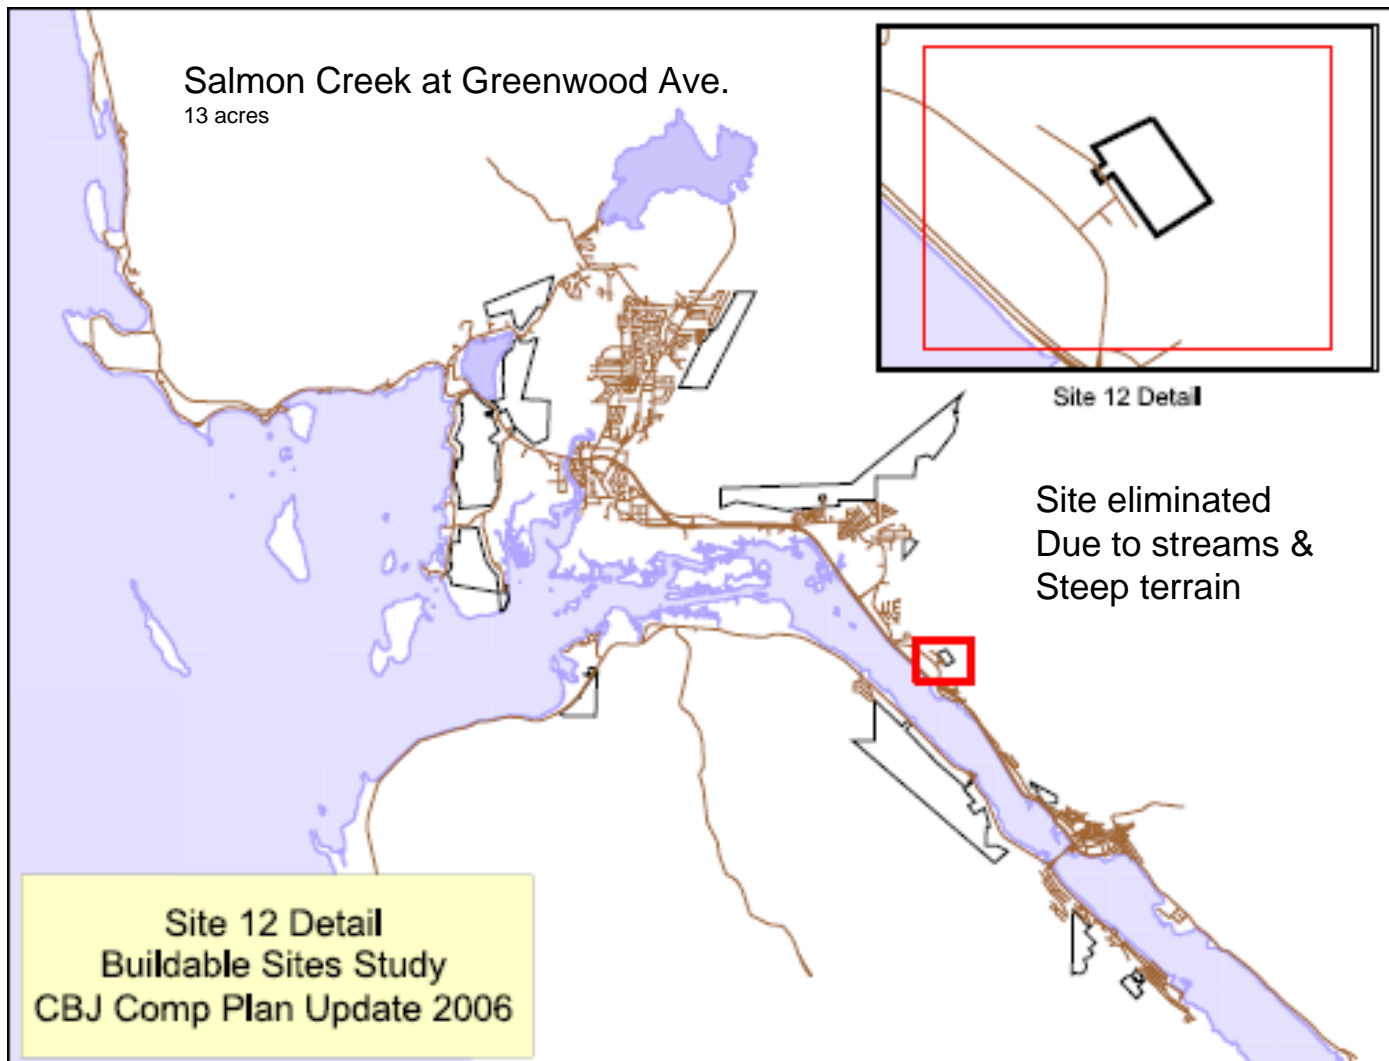 Salmon Creek at Greenwood Ave.
13 acres
Site 12 Detail
Site eliminated
Due to streams &
Steep terrain
Site 12 Detail
Buildable Sites Study
CBJ Comp Plan Update 2006